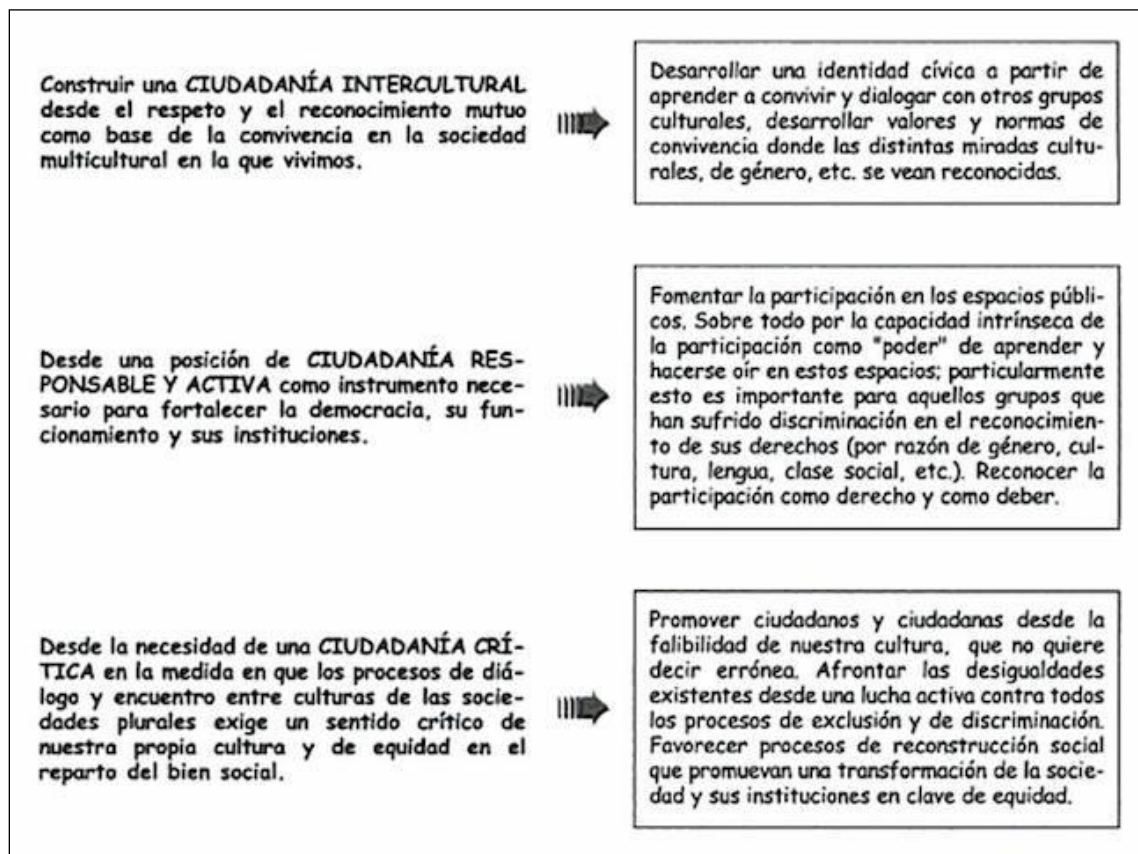 Construir una CIUDADANÍA INTERCULTURAL
desde el respeto y el reconocimiento mutuo
como base de la convivencia en la sociedad
multicultural en la que vivimos.
Desarrollar una identidad cívica a partir de
aprender a convivir y dialogar con otros grupos
culturales, desarrollar valores y normas de
convivencia donde las distintas miradas cultu-
rales, de género, etc. se vean reconocidas.
Desde una posición de CIUDADANÍA RES-
PONSABLE Y ACTIVA como instrumento nece-
sario para fortalecer la democracia, su fun-
cionamiento y sus instituciones.
Fomentar la participación en los espacios públi-
cos. Sobre todo por la capacidad intrínseca de
la participación como "poder" de aprender y
hacerse oír en estos espacios; particularmente
esto es importante para aquellos grupos que
han sufrido discriminación en el reconocimien-
to de sus derechos (por razón de género, cul-
tura, lengua, clase social, etc.). Reconocer la
participación como derecho y como deber.
Desde la necesidad de una CIUDADANÍA CRÍ-
TICA en la medida en que los procesos de diá-
logo y encuentro entre culturas de las socie-
dades plurales exige un sentido crítico de
nuestra propia cultura y de equidad en el
reparto del bien social.
Promover ciudadanos y ciudadanas desde la
falibilidad de nuestra cultura, que no quiere
decir errónea. Afrontar las desigualdades
existentes desde una lucha activa contra todos
los procesos de exclusión y de discriminación.
Favorecer procesos de reconstrucción social
que promuevan una transformación de la socie-
dad y sus instituciones en clave de equidad.